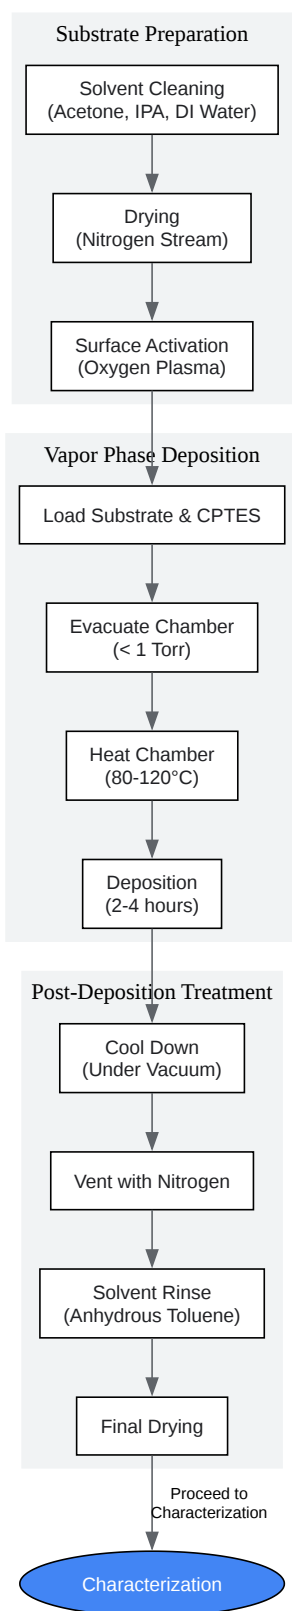 Substrate Preparation
Solvent Cleaning
(Acetone, IPA, DI Water)
Drying
(Nitrogen Stream)
Surface Activation
(Oxygen Plasma)
Vapor Phase Deposition
Load Substrate & CPTES
Evacuate Chamber
(< 1 Torr)
Heat Chamber
(80-120°C)
Deposition
(2-4 hours)
Post-Deposition Treatment
Cool Down
(Under Vacuum)
Vent with Nitrogen
Solvent Rinse
(Anhydrous Toluene)
Final Drying
Proceed to
Characterization
Characterization